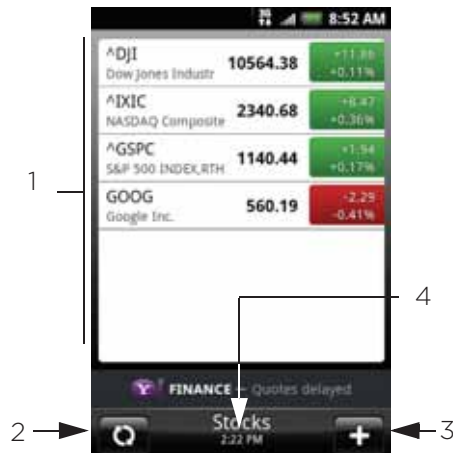 8:52 AM
^DJI
Dow Jones Industr
10564.38
+11.86
+0.11%
^IXIC
NASDAQ Composite
2340.68
+8.47
+0.36%
^GSPC
S&P 500 INDEX,RTH
1140.44
+1.94
+0.17%
GOOG
Google Inc.
560.19
-2.29
-0.41%
1
4
Y! FINANCE - Quotes delayed
2
Stocks
2:22 PM
3